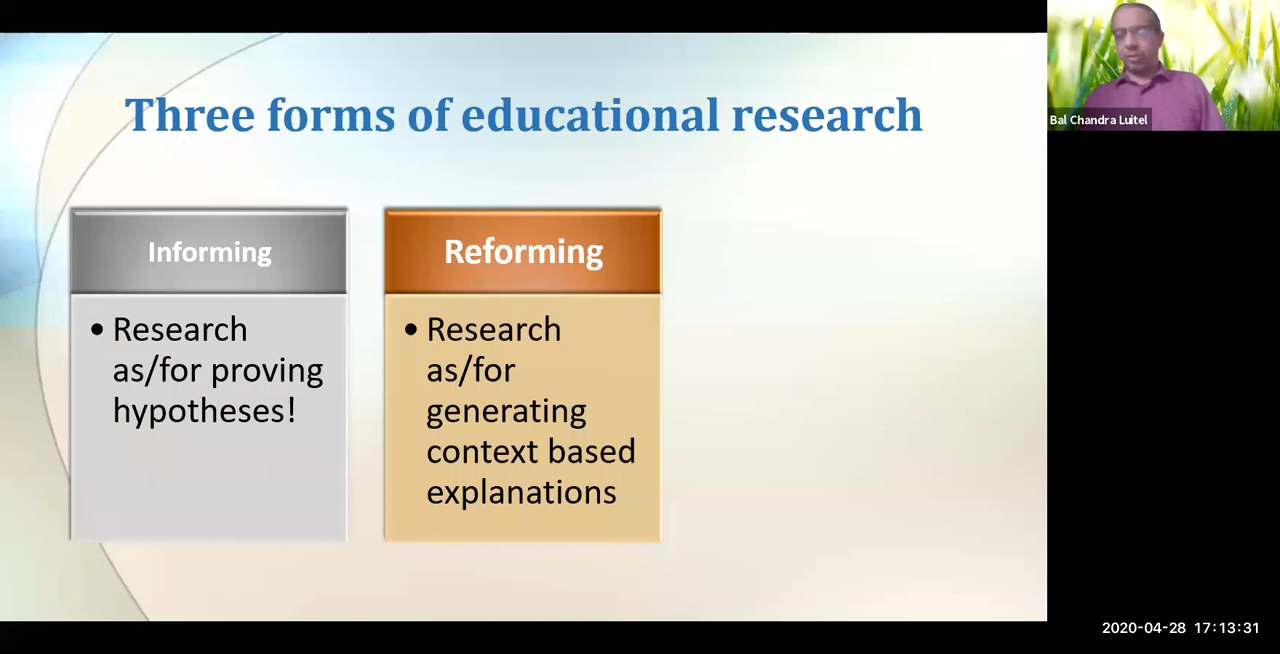 Three forms of educational research
Informing
• Research
as/for proving
hypotheses!
Reforming
• Research
as/for
generating
context based
explanations
Bal Chandra Luitel
2020-04-28 17:13:31